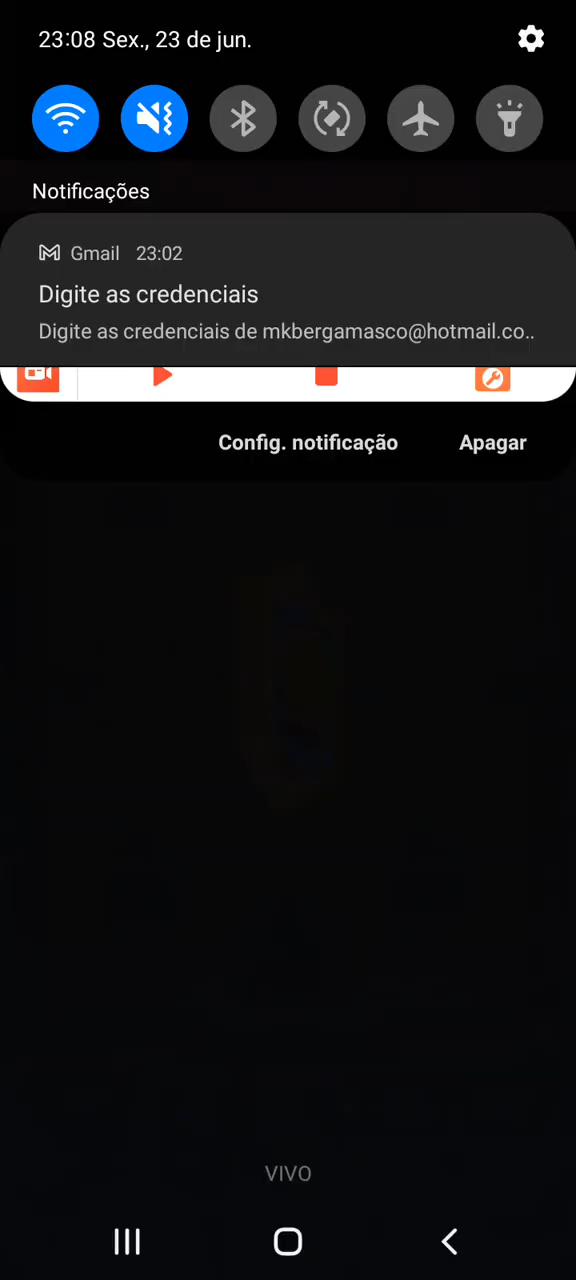 23:08 Sex., 23 de jun.
Notificações
Gmail 23:02
Digite as credenciais
Digite as credenciais de mkbergamasco@hotmail.co..
Config. notificação Apagar
VIVO